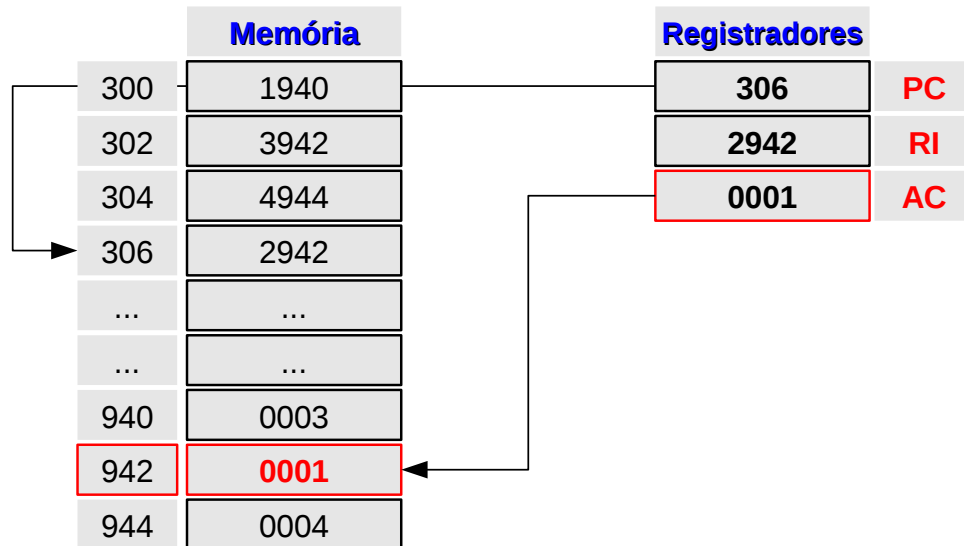 Memória Registradores
300 1940 306 PC
302 3942 2942 RI
304 4944 0001 AC
306 2942
... ...
... ...
940 0003
942 0001
944 0004